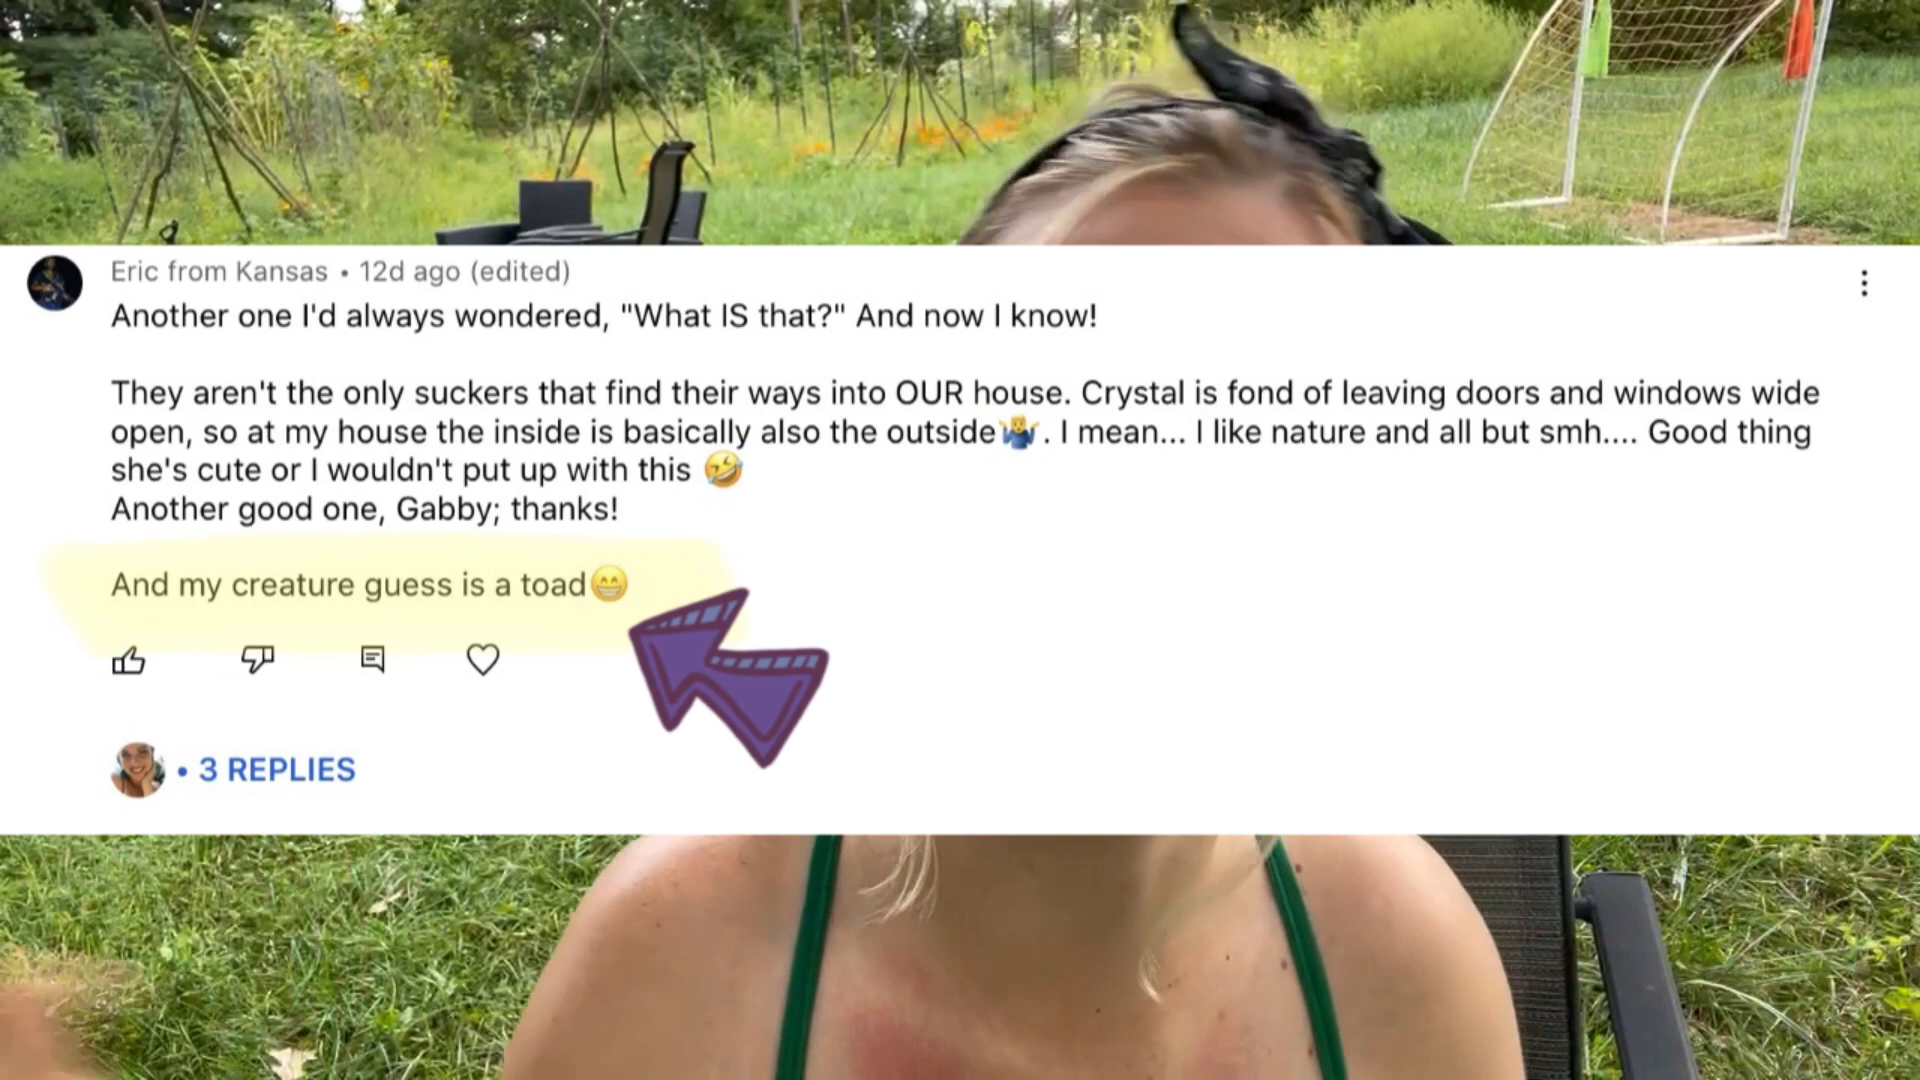 Eric from Kansas • 12d ago (edited)
Another one I'd always wondered, "What IS that?" And now I know!
They aren't the only suckers that find their ways into OUR house. Crystal is fond of leaving doors and windows wide
open, so at my house the inside is basically also the outside🤷‍♂️. I mean... I like nature and all but smh.... Good thing
she's cute or I wouldn't put up with this 🤣
Another good one, Gabby; thanks!
And my creature guess is a toad😁
• 3 REPLIES